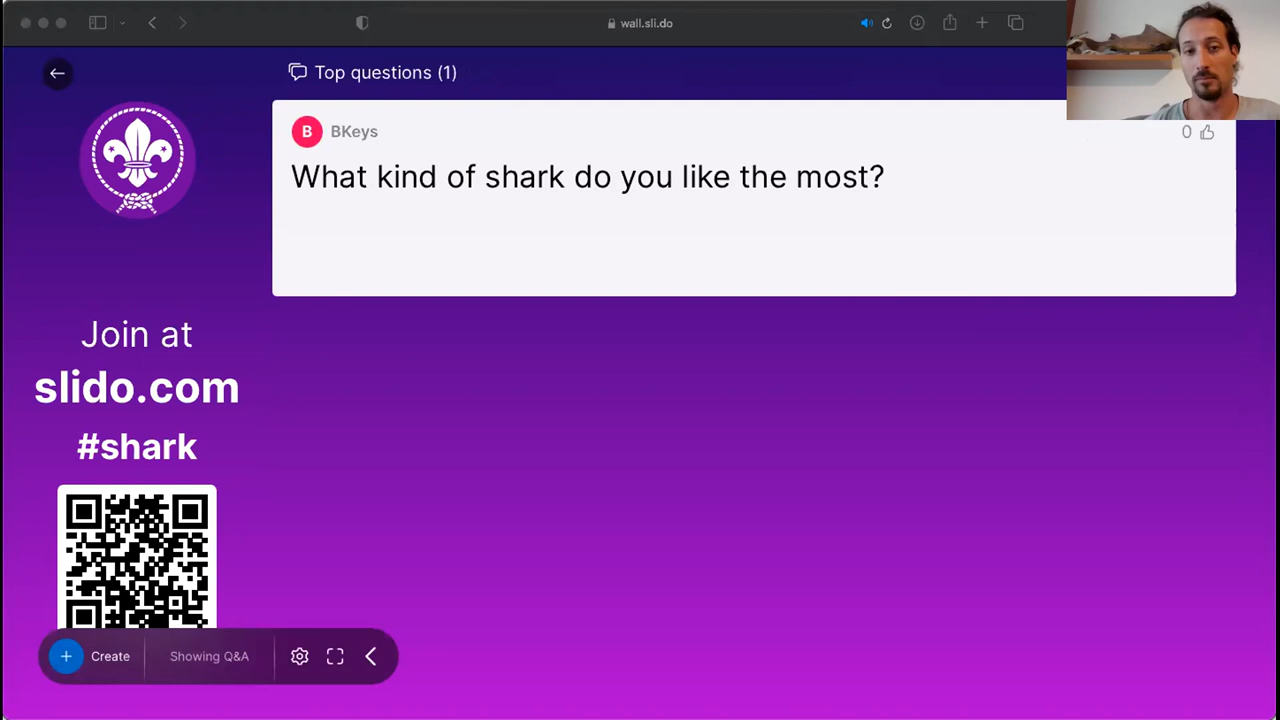 wall.sli.do
Top questions (1)
B BKeys
0
What kind of shark do you like the most?
Join at
slido.com
#shark
Create
Showing Q&A